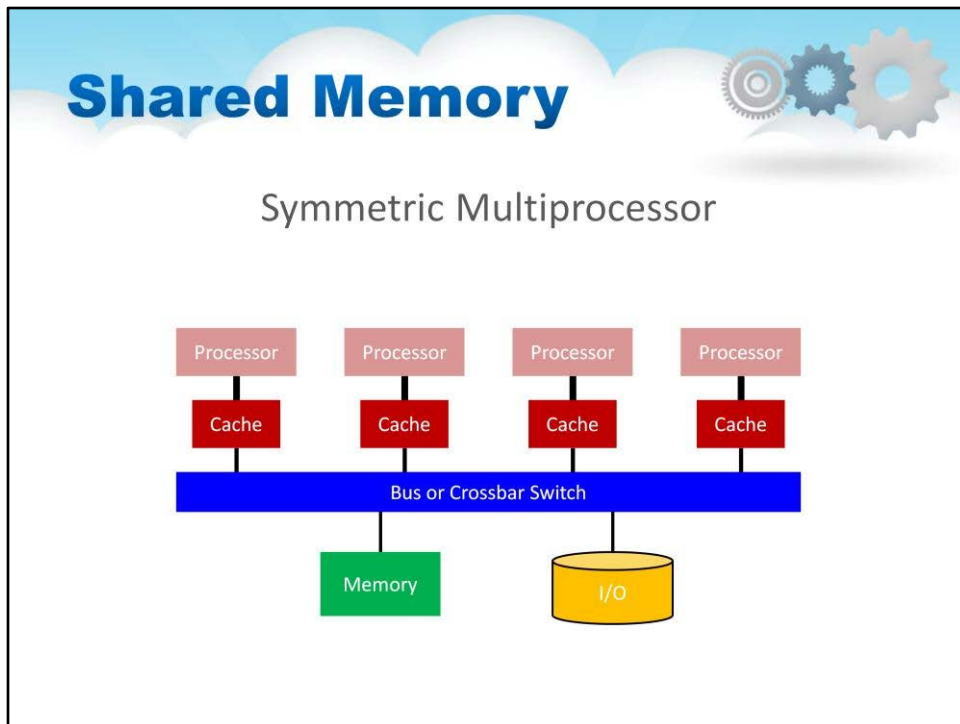 Shared Memory
Symmetric Multiprocessor
Processor Processor Processor Processor
Cache Cache Cache Cache
Bus or Crossbar Switch
Memory I/O